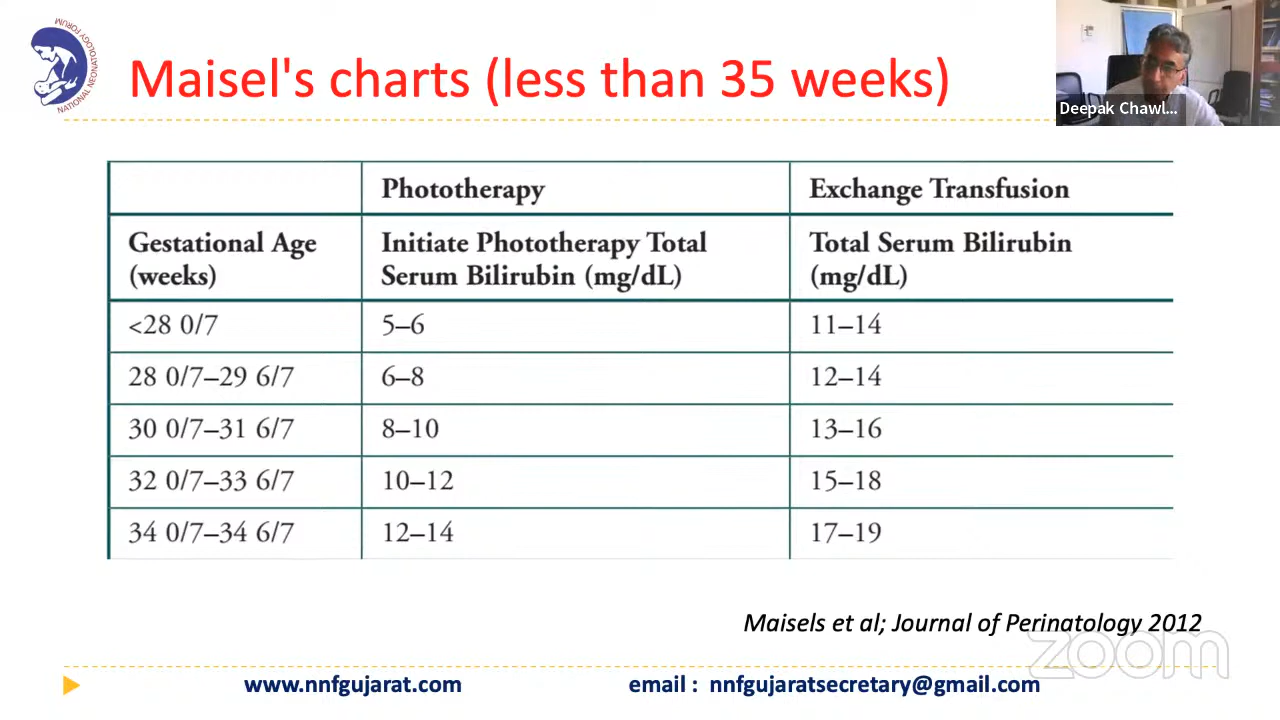 NATIONAL NEONATOLOGY FORUM
Maisel's charts (less than 35 weeks)
Deepak Chawl...
Phototherapy
Exchange Transfusion
Gestational Age
(weeks)
Initiate Phototherapy Total
Serum Bilirubin (mg/dL)
Total Serum Bilirubin
(mg/dL)
<28 0/7
5–6
11–14
28 0/7–29 6/7
6–8
12–14
30 0/7–31 6/7
8–10
13–16
32 0/7–33 6/7
10–12
15–18
34 0/7–34 6/7
12–14
17–19
Maisels et al; Journal of Perinatology 2012
zoom
www.nnfgujarat.com
email : nnfgujaratsecretary@gmail.com